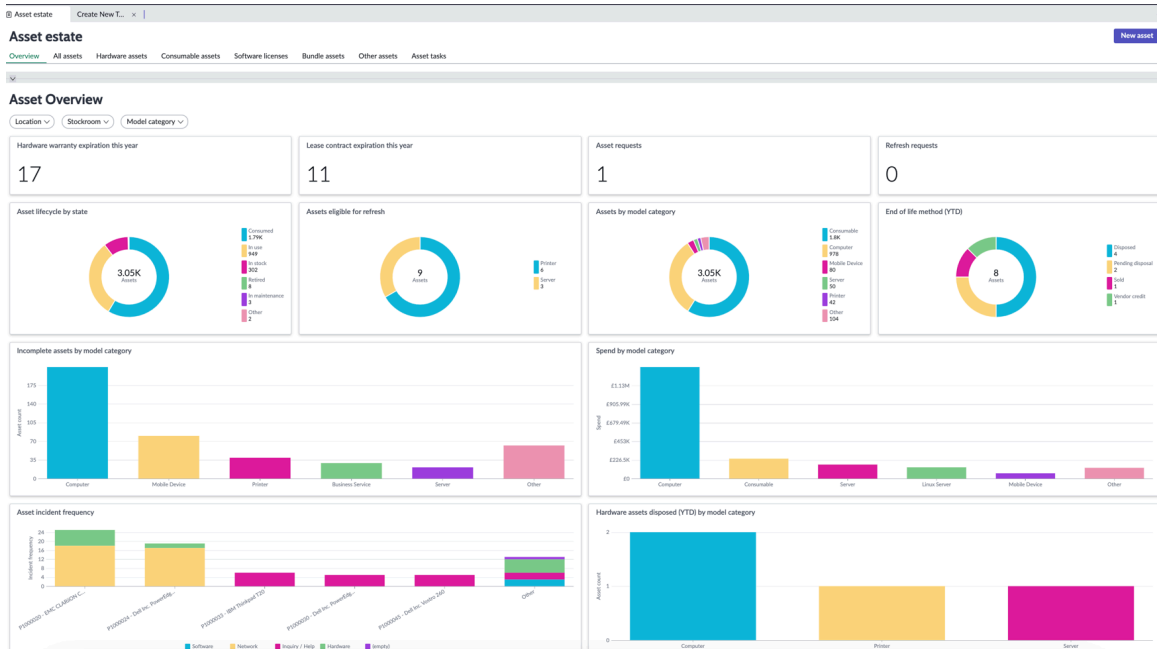 Asset estate
Create New T... ×
Asset estate
New asset
Overview All assets Hardware assets Consumable assets Software licenses Bundle assets Other assets Asset tasks
Asset Overview
Location Stockroom Model category
Hardware warranty expiration this year
17
Lease contract expiration this year
11
Asset requests
1
Refresh requests
0
Asset lifecycle by state
3.05K
Assets
Consumed
1.79K
In use
949
In stock
302
Retired
8
In maintenance
3
Other
2
Assets eligible for refresh
9
Assets
Printer
6
Server
3
Assets by model category
3.05K
Assets
Consumable
1.8K
Computer
978
Mobile Device
80
Server
50
Printer
42
Other
104
End of life method (YTD)
8
Assets
Disposed
4
Pending disposal
2
Sold
1
Vendor credit
1
Incomplete assets by model category
Asset count
175
140
105
70
35
0
Computer Mobile Device Printer Business Service Server Other
Spend by model category
Spend
£1.13M
£905.99K
£679.49K
£453K
£226.5K
£0
Computer Consumable Server Linux Server Mobile Device Other
Asset incident frequency
Incident frequency
24
20
16
12
8
4
0
P1000020 - EMC CLARION C...
P1000024 - Dell Inc. PowerEdg...
P1000033 - IBM Thinkpad T20
P1000030 - Dell Inc. PowerEdg...
P1000045 - Dell Inc. Vostro 260
Other
Software Network Inquiry / Help Hardware (empty)
Hardware assets disposed (YTD) by model category
Asset count
2
1
0
Computer Printer Server